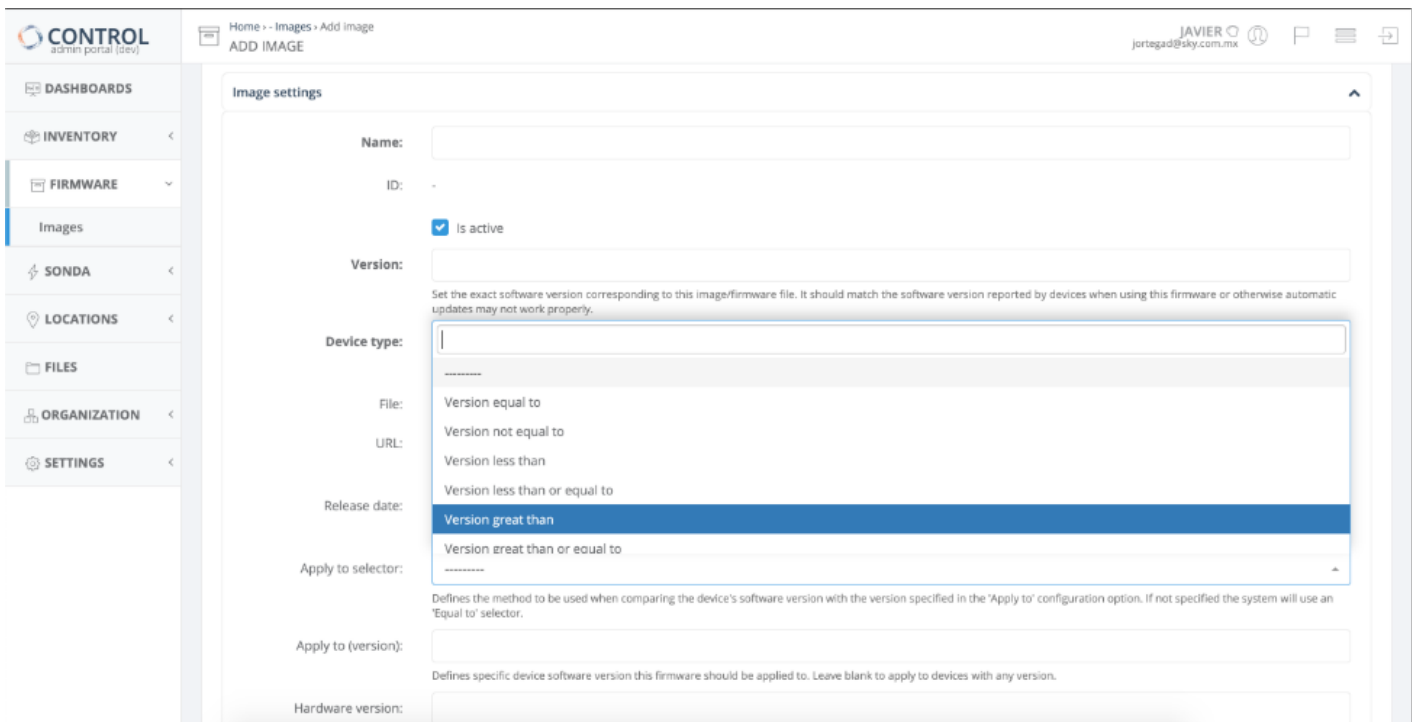 CONTROL
admin portal (dev)
Home › - Images › Add image
ADD IMAGE
JAVIER
jortegad@sky.com.mx
DASHBOARDS
INVENTORY
FIRMWARE
Images
SONDA
LOCATIONS
FILES
ORGANIZATION
SETTINGS
Image settings
Name:
ID: -
Is active
Version:
Set the exact software version corresponding to this image/firmware file. It should match the software version reported by devices when using this firmware or otherwise automatic
updates may not work properly.
Device type:
---------
File:
Version equal to
Version not equal to
URL:
Version less than
Version less than or equal to
Release date:
Version great than
Version great than or equal to
Apply to selector: ---------
Defines the method to be used when comparing the device's software version with the version specified in the 'Apply to' configuration option. If not specified the system will use an
'Equal to' selector.
Apply to (version):
Defines specific device software version this firmware should be applied to. Leave blank to apply to devices with any version.
Hardware version: